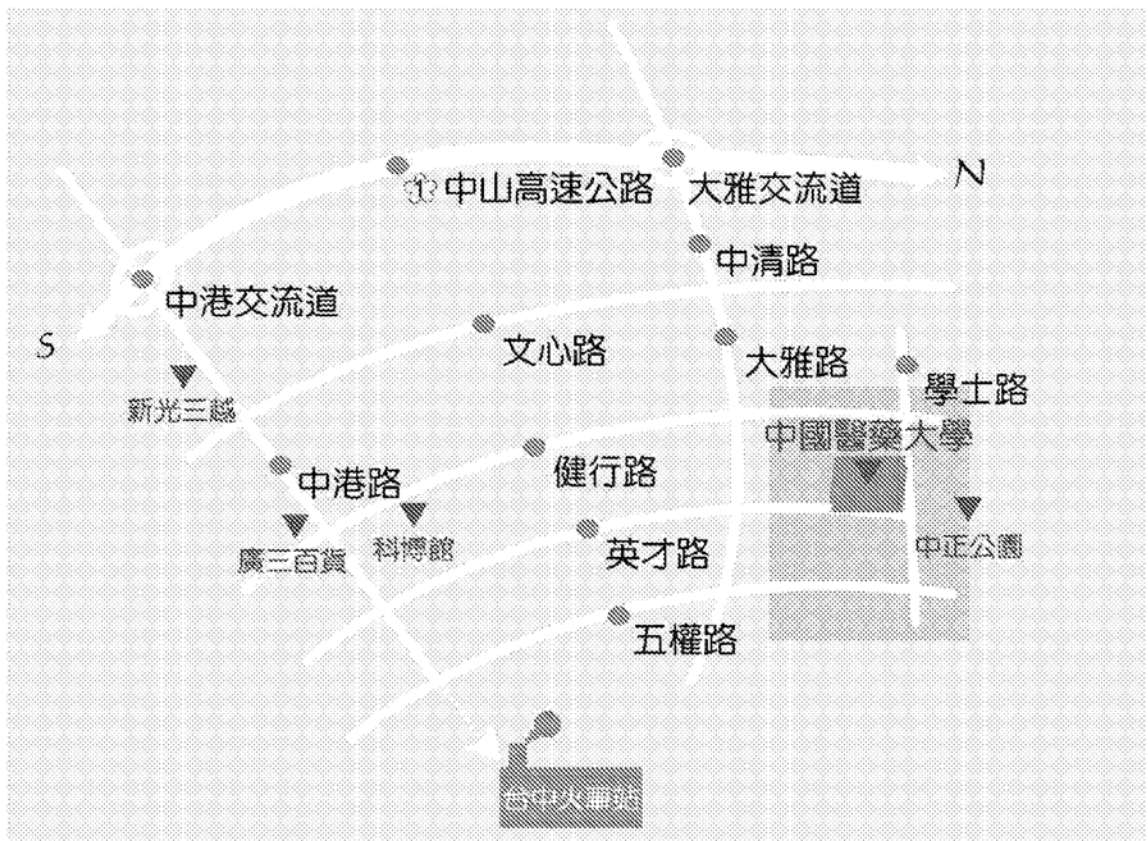 N
① 中山高速公路 大雅交流道
中清路
中港交流道
S
文心路
大雅路
學士路
新光三越
中國醫藥大學
健行路
中港路
科博館
廣三百貨
英才路
中正公園
五權路
台中火車站